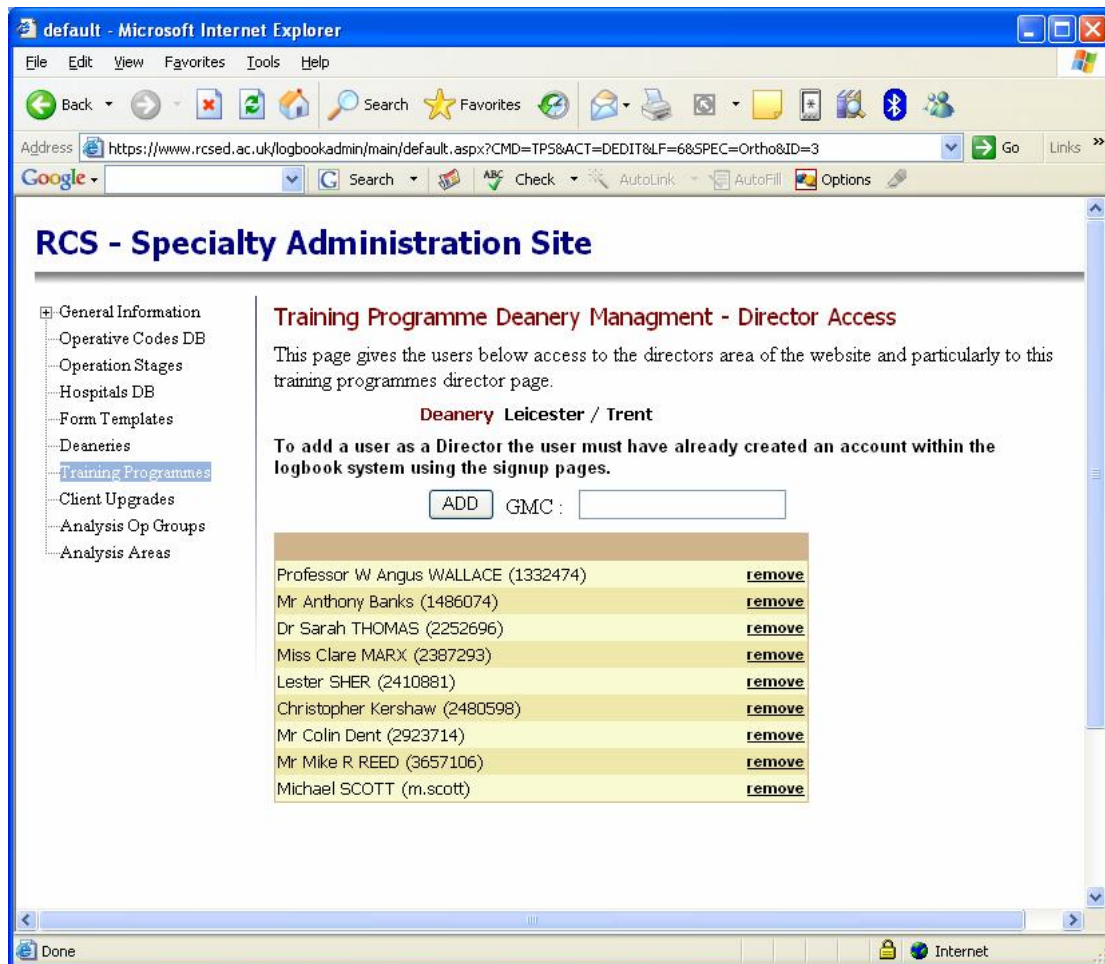 default - Microsoft Internet Explorer
File Edit View Favorites Tools Help
Back Search Favorites
Address https://www.rcsed.ac.uk/logbookadmin/main/default.aspx?CMD=TPS&ACT=DEDIT&LF=6&SPEC=Ortho&ID=3 Go Links »
Google Search ABC Check AutoLink AutoFill Options
RCS - Specialty Administration Site
General Information
Operative Codes DB
Operation Stages
Hospitals DB
Form Templates
Deaneries
Training Programmes
Client Upgrades
Analysis Op Groups
Analysis Areas
Training Programme Deanery Managment - Director Access
This page gives the users below access to the directors area of the website and particularly to this
training programmes director page.
Deanery Leicester / Trent
To add a user as a Director the user must have already created an account within the
logbook system using the signup pages.
ADD GMC :
Professor W Angus WALLACE (1332474) remove
Mr Anthony Banks (1486074) remove
Dr Sarah THOMAS (2252696) remove
Miss Clare MARX (2387293) remove
Lester SHER (2410881) remove
Christopher Kershaw (2480598) remove
Mr Colin Dent (2923714) remove
Mr Mike R REED (3657106) remove
Michael SCOTT (m.scott) remove
Done Internet